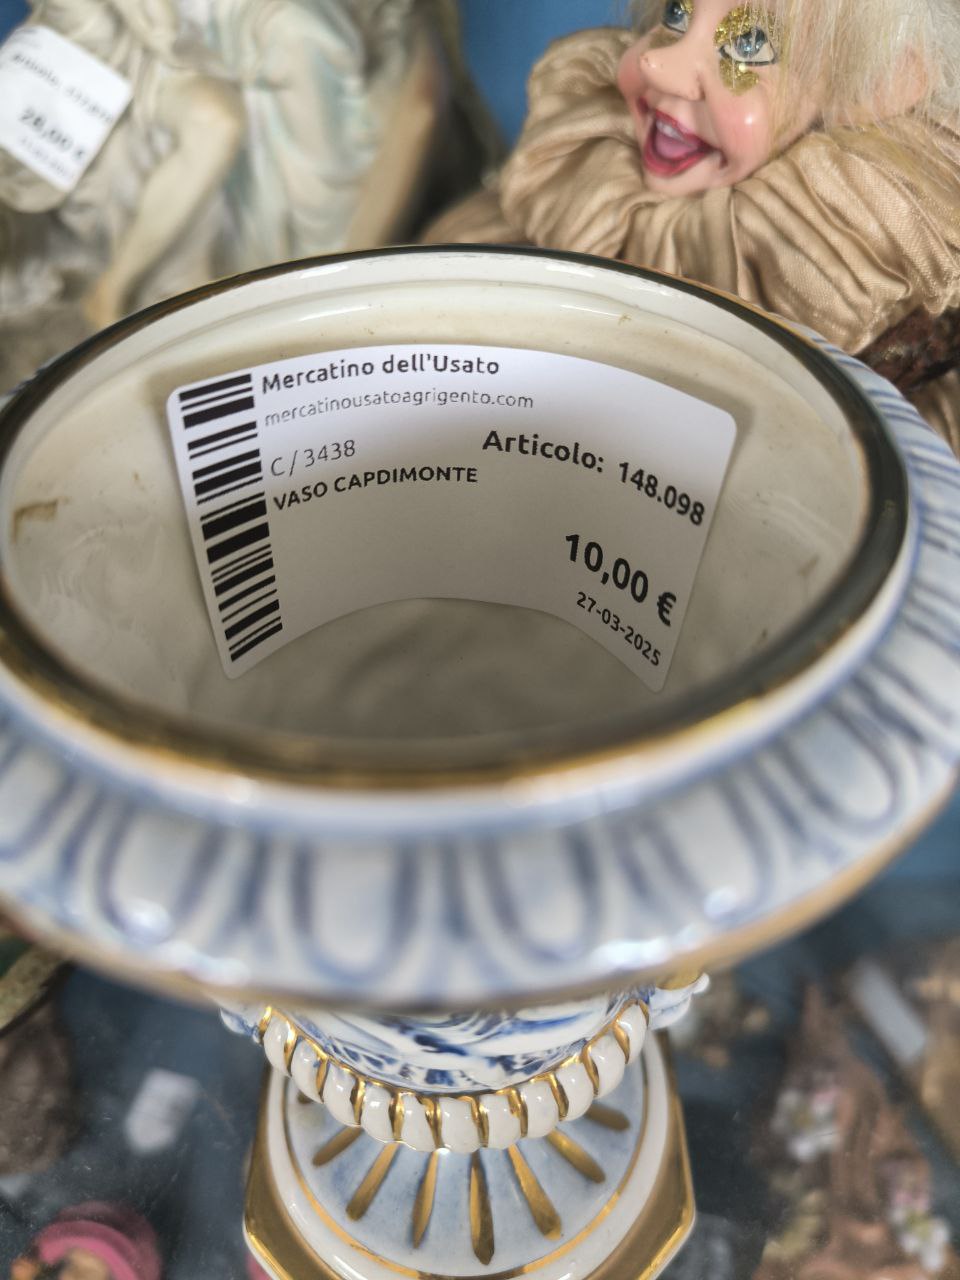 Mercatino dell'Usato
mercatinousatoagrigento.com
C/3438
Articolo: 148.098
VASO CAPDIMONTE
10,00 €
27-03-2025
28,00 €